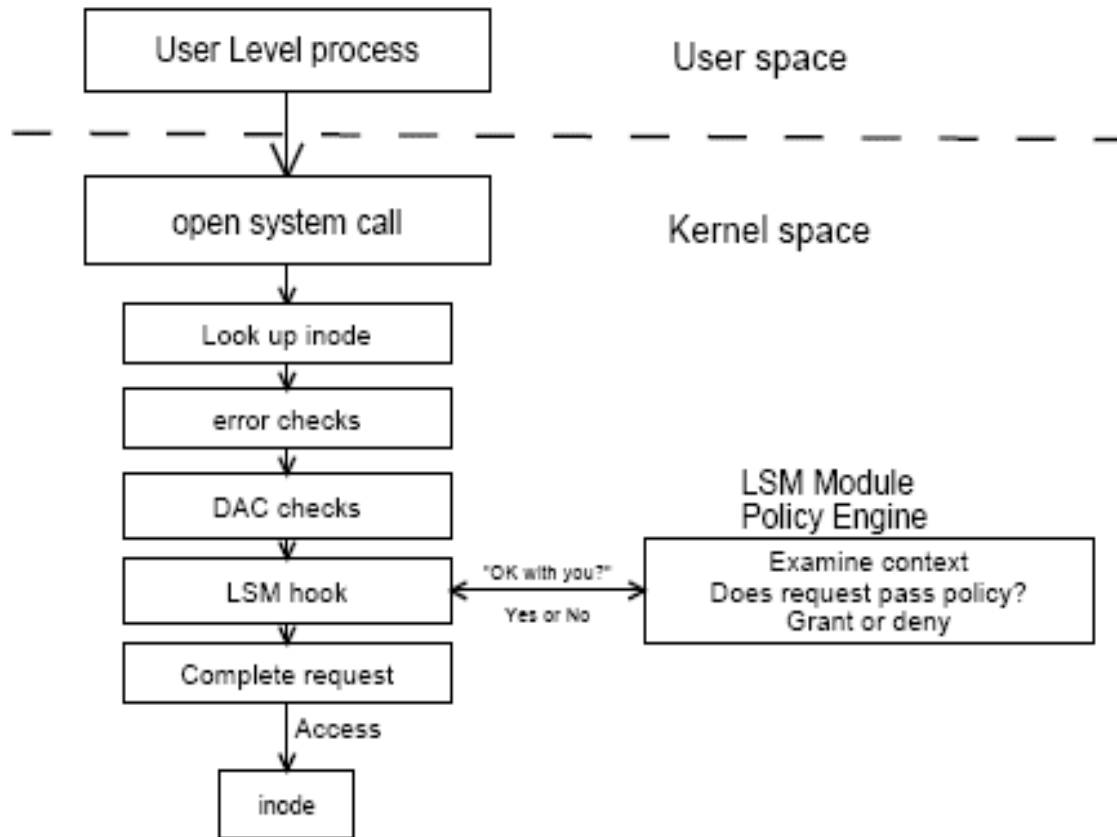 User Level process
User space
open system call
Kernel space
Look up inode
error checks
DAC checks
LSM Module
Policy Engine
LSM hook
"OK with you?"
Yes or No
Examine context
Does request pass policy?
Grant or deny
Complete request
Access
inode